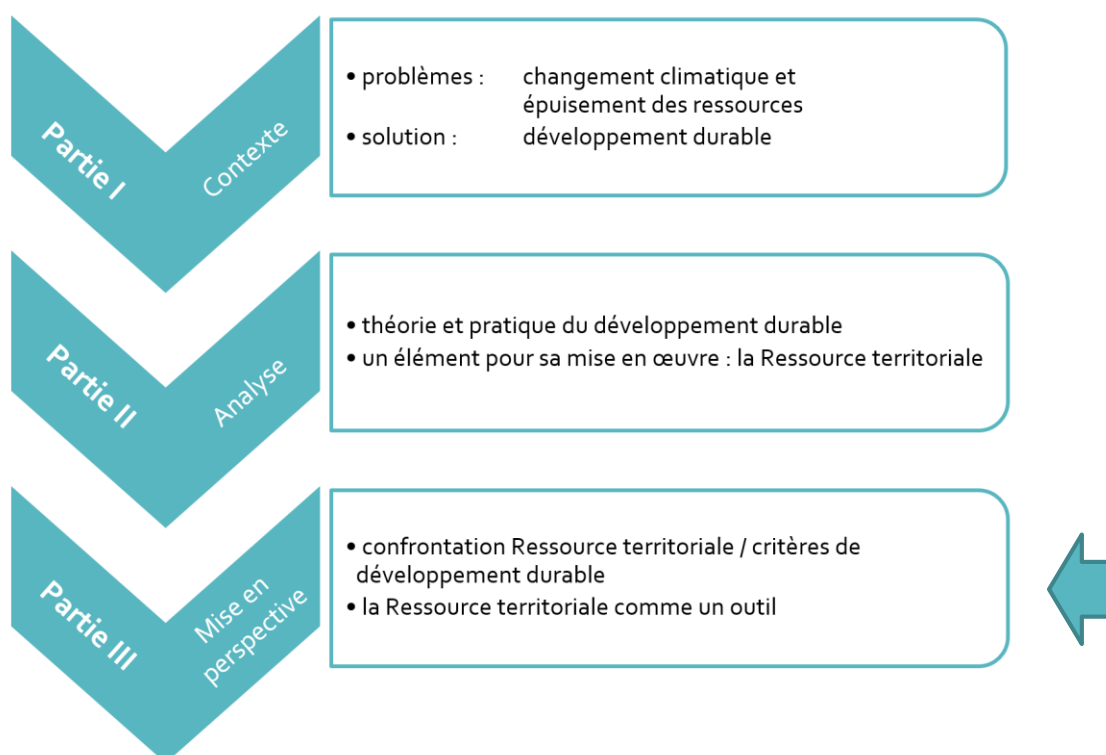 Partie I
Contexte
• problèmes : changement climatique et
épuisement des ressources
• solution : développement durable
Partie II
Analyse
• théorie et pratique du développement durable
• un élément pour sa mise en œuvre : la Ressource territoriale
Partie III
Mise en
perspective
• confrontation Ressource territoriale / critères de
développement durable
• la Ressource territoriale comme un outil